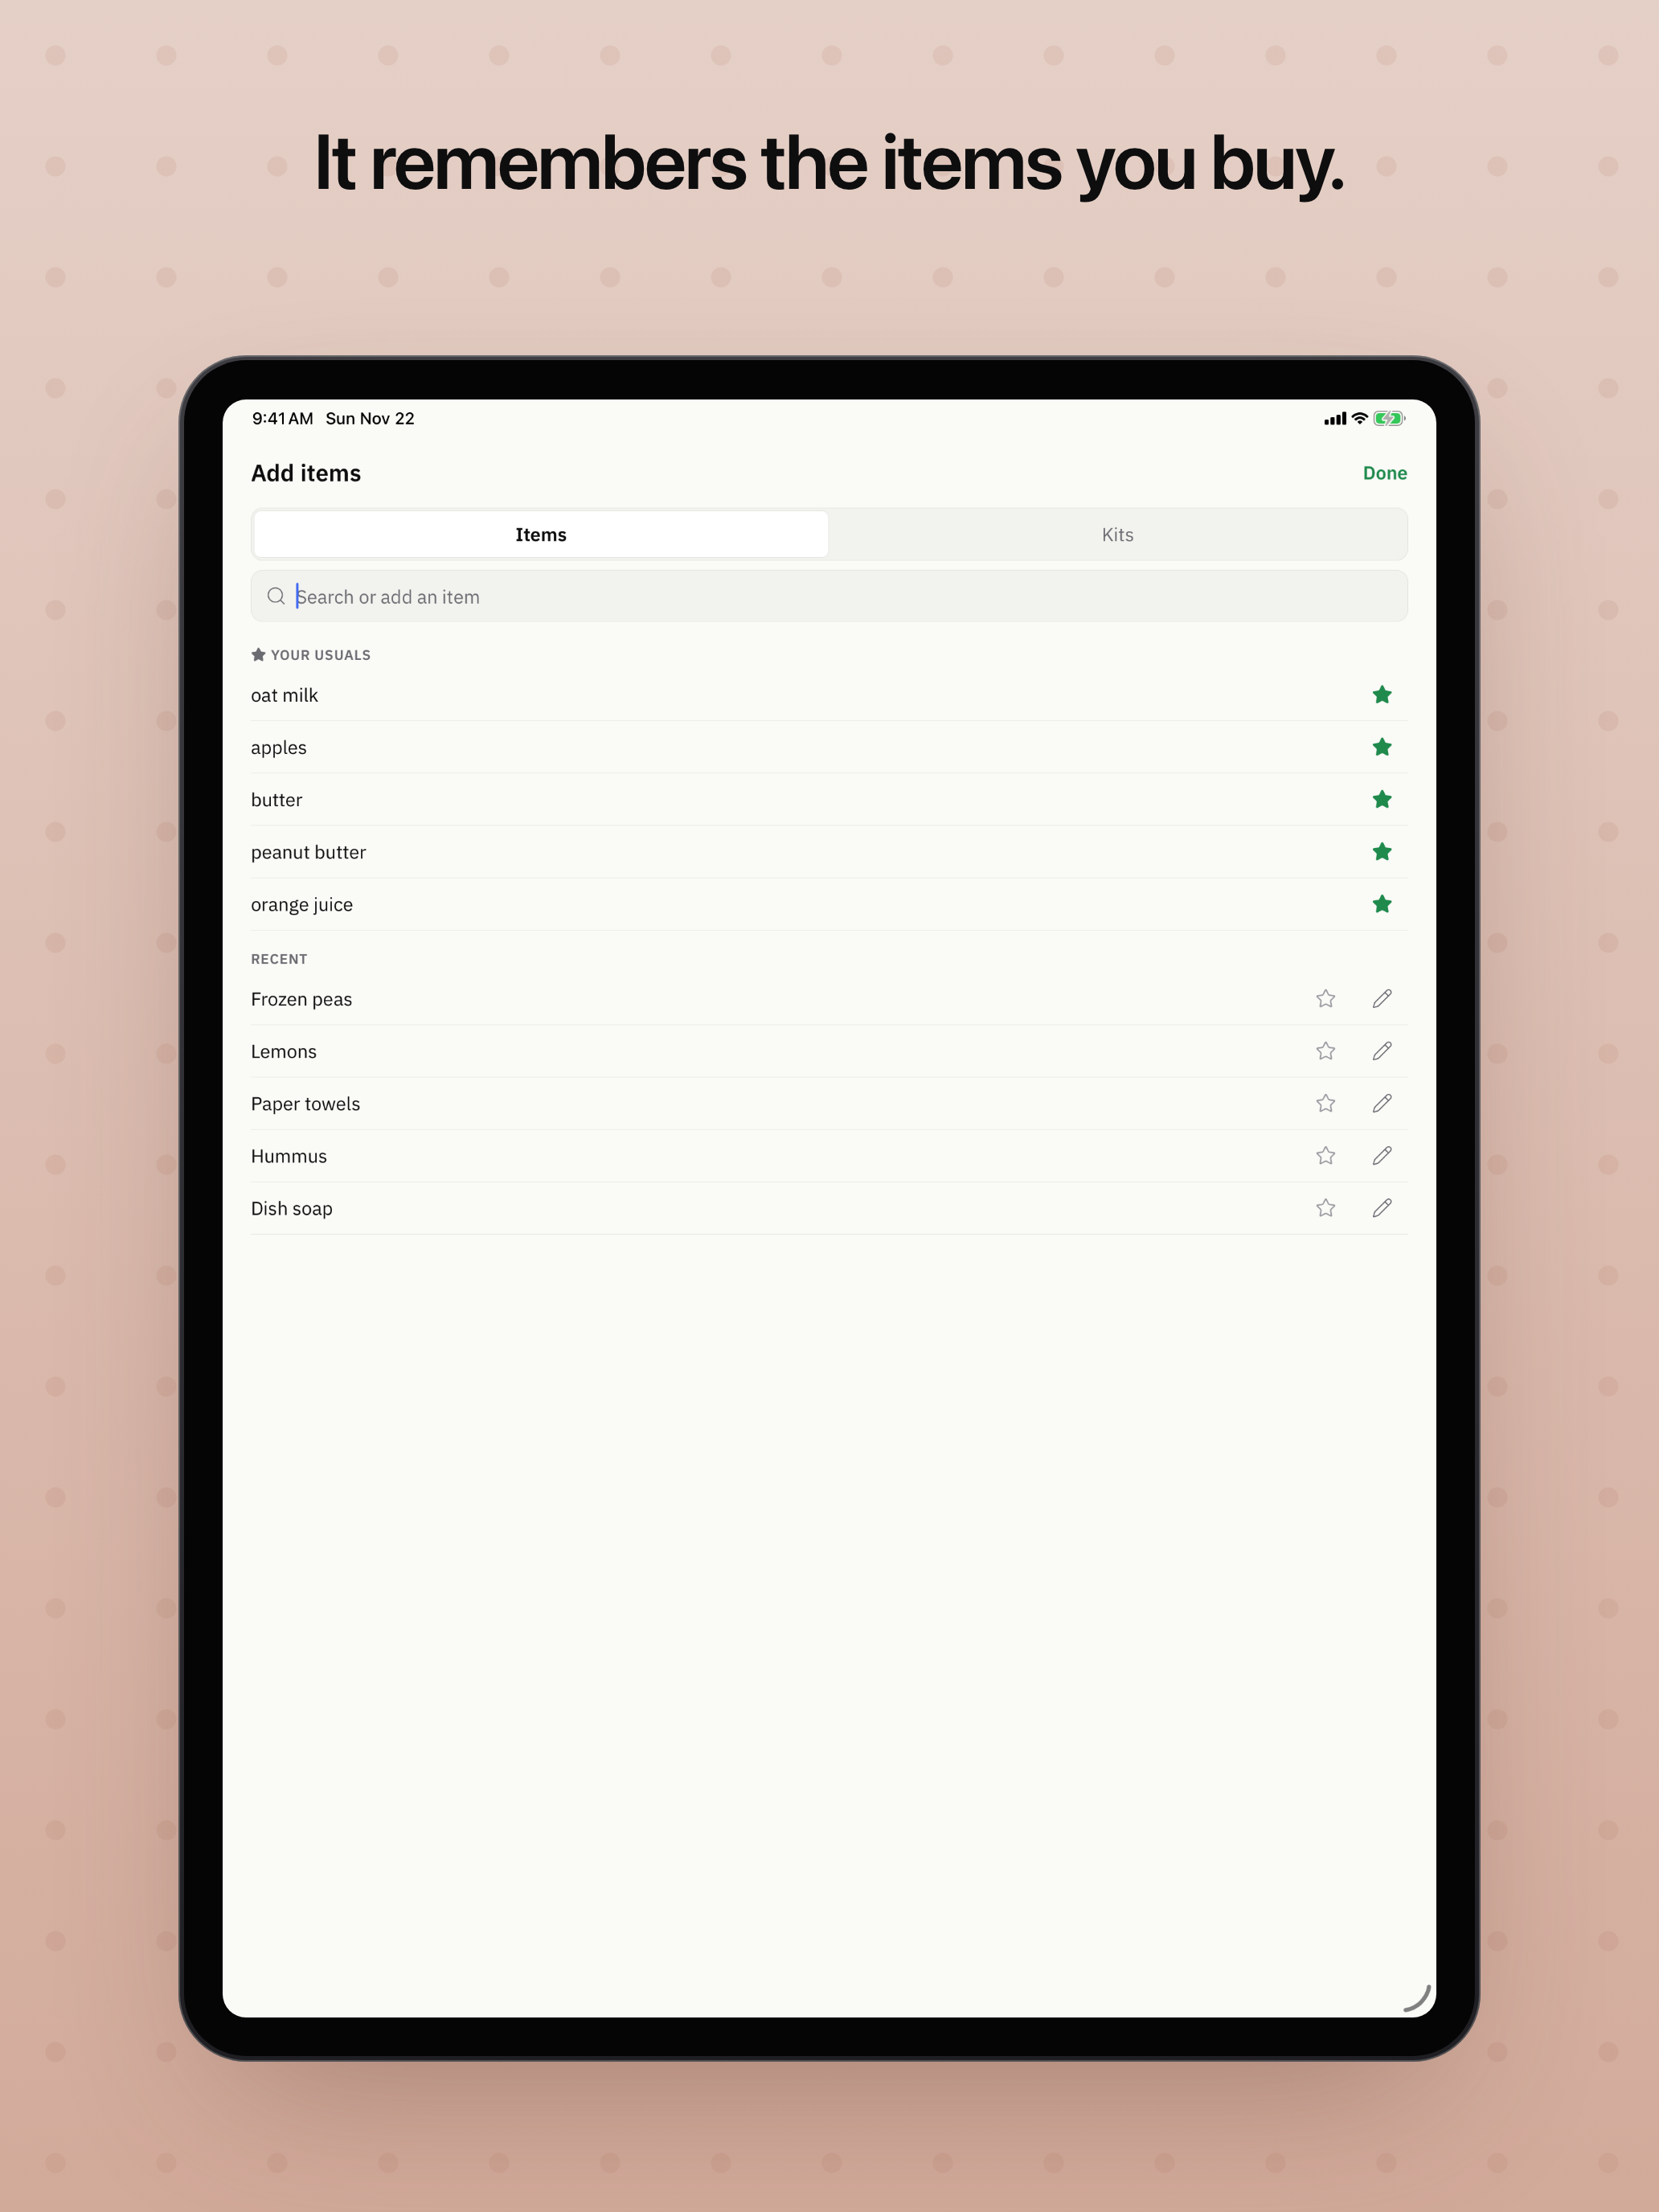 It remembers the items you buy.
9:41 AM Sun Nov 22
Add items
Done
Items
Kits
Search or add an item
YOUR USUALS
oat milk
apples
butter
peanut butter
orange juice
RECENT
Frozen peas
Lemons
Paper towels
Hummus
Dish soap